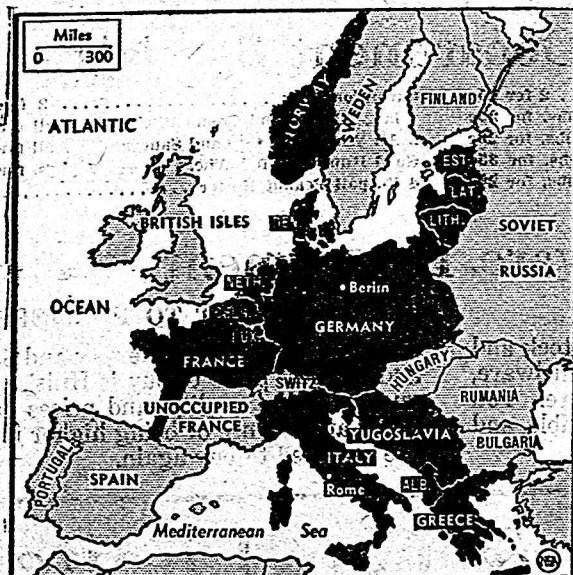 Miles
0 300
ATLANTIC
NORWAY
SWEDEN
FINLAND
EST.
LAT.
LITH.
BRITISH ISLES
SOVIET
RUSSIA
NETH.
Berlin
OCEAN
GERMANY
LUX.
FRANCE
SWITZ
HUNGARY
RUMANIA
UNOCCUPIED
FRANCE
YUGOSLAVIA
BULGARIA
PORTUGAL
SPAIN
ITALY
Rome
ALB.
GREECE
Mediterranean Sea